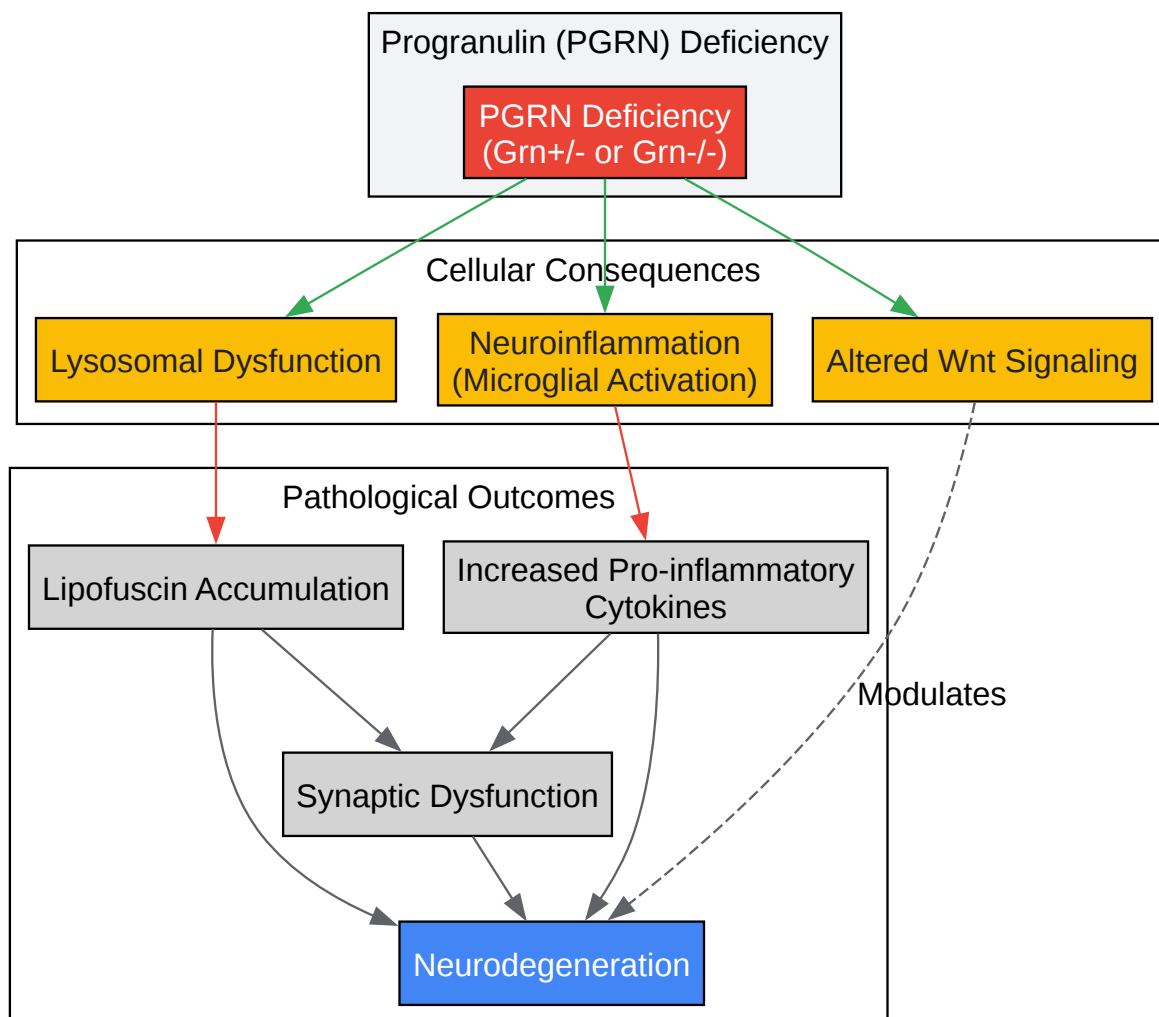 Progranulin (PGRN) Deficiency
PGRN Deficiency
(Grn+/- or Grn-/-)
Cellular Consequences
Lysosomal Dysfunction
Neuroinflammation
(Microglial Activation)
Altered Wnt Signaling
Pathological Outcomes
Lipofuscin Accumulation
Increased Pro-inflammatory
Cytokines
Modulates
Synaptic Dysfunction
Neurodegeneration